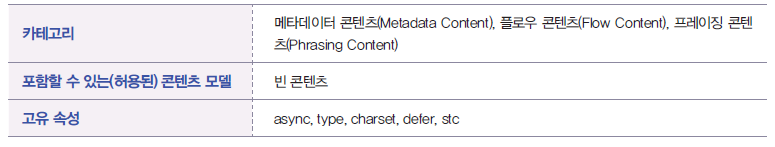 카테고리
메타데이터 콘텐츠(Metadata Content), 플로우 콘텐츠(Flow Content), 프레이징 콘텐
츠(Phrasing Content)
포함할 수 있는(허용된) 콘텐츠 모델
빈 콘텐츠
고유 속성
async, type, charset, defer, stc